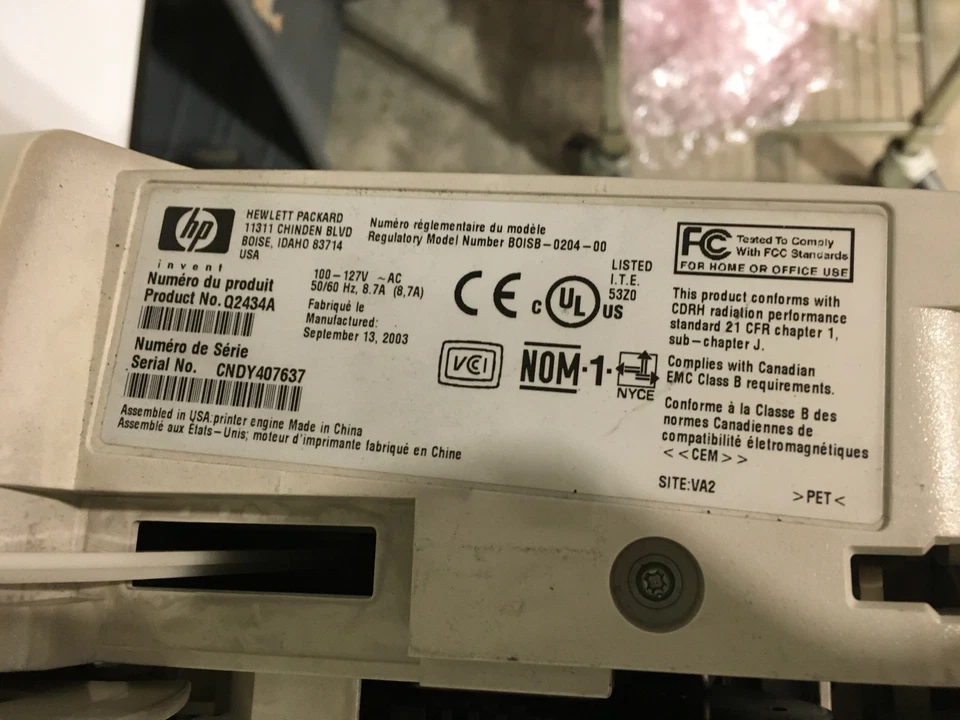 hp
invent
HEWLETT PACKARD
11311 CHINDEN BLVD
BOISE, IDAHO 83714
USA
Numéro réglementaire du modèle
Regulatory Model Number BOISB-0204-00
Numéro du produit
Product No. Q2434A
100-127V ~AC
50/60 Hz, 8.7A (8,7A)
Fabriqué le
Manufactured:
September 13, 2003
Numéro de Série
Serial No. CNDY407637
Assembled in USA:printer engine Made in China
Assemblé aux États-Unis; moteur d'imprimante fabriqué en Chine
CE
C UL US
LISTED
I.T.E.
53Z0
VCCI
NOM-1-
NYCE
FC Tested To Comply
With FCC Standards
FOR HOME OR OFFICE USE
This product conforms with
CDRH radiation performance
standard 21 CFR chapter 1,
sub-chapter J.
Complies with Canadian
EMC Class B requirements.
Conforme à la Classe B des
normes Canadiennes de
compatibilité életromagnétiques
<<CEM>>
SITE:VA2
>PET<